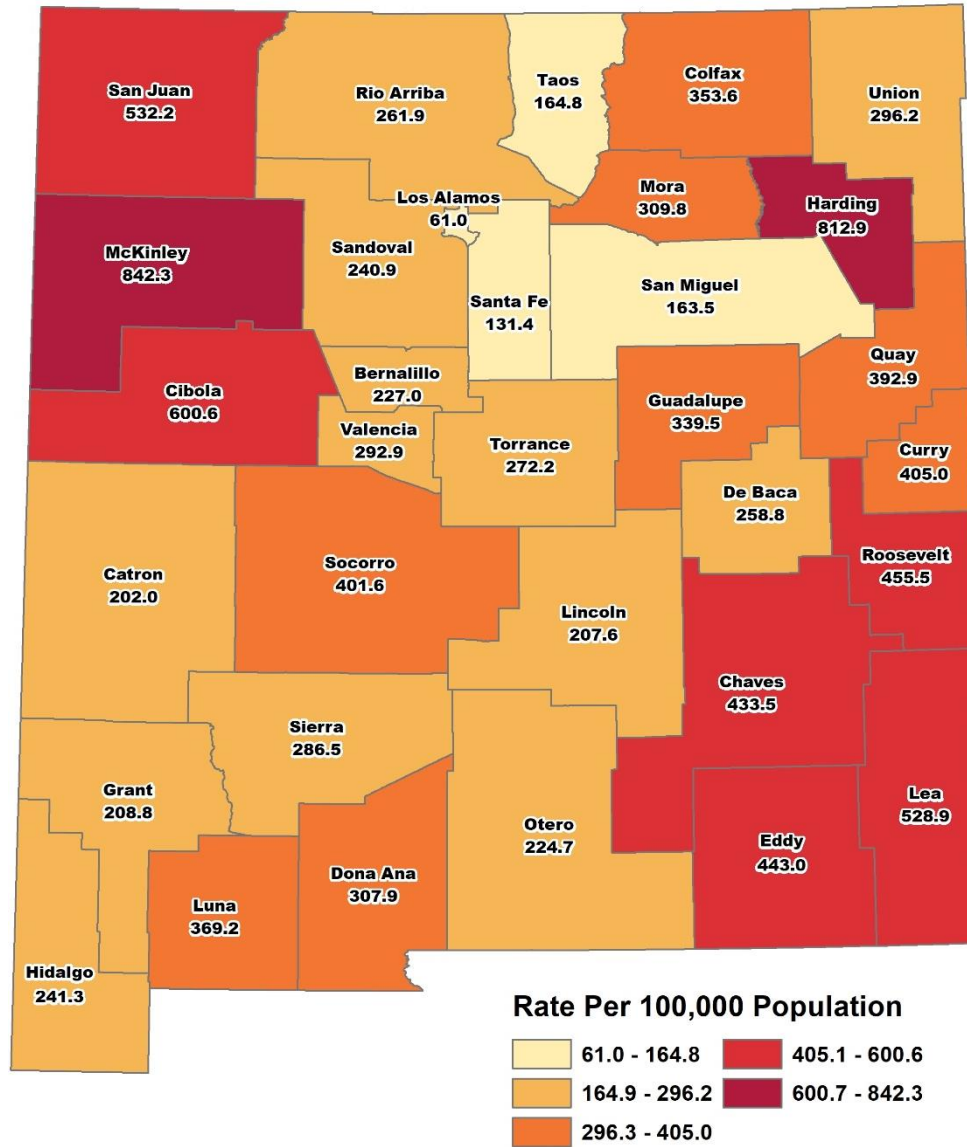 San Juan
532.2
Rio Arriba
261.9
Taos
164.8
Colfax
353.6
Union
296.2
Los Alamos
61.0
Mora
309.8
Harding
812.9
McKinley
842.3
Sandoval
240.9
Santa Fe
131.4
San Miguel
163.5
Quay
392.9
Cibola
600.6
Bernalillo
227.0
Guadalupe
339.5
Valencia
292.9
Torrance
272.2
Curry
405.0
De Baca
258.8
Roosevelt
455.5
Catron
202.0
Socorro
401.6
Lincoln
207.6
Chaves
433.5
Sierra
286.5
Grant
208.8
Otero
224.7
Eddy
443.0
Lea
528.9
Luna
369.2
Dona Ana
307.9
Hidalgo
241.3
Rate Per 100,000 Population
61.0 - 164.8
164.9 - 296.2
296.3 - 405.0
405.1 - 600.6
600.7 - 842.3